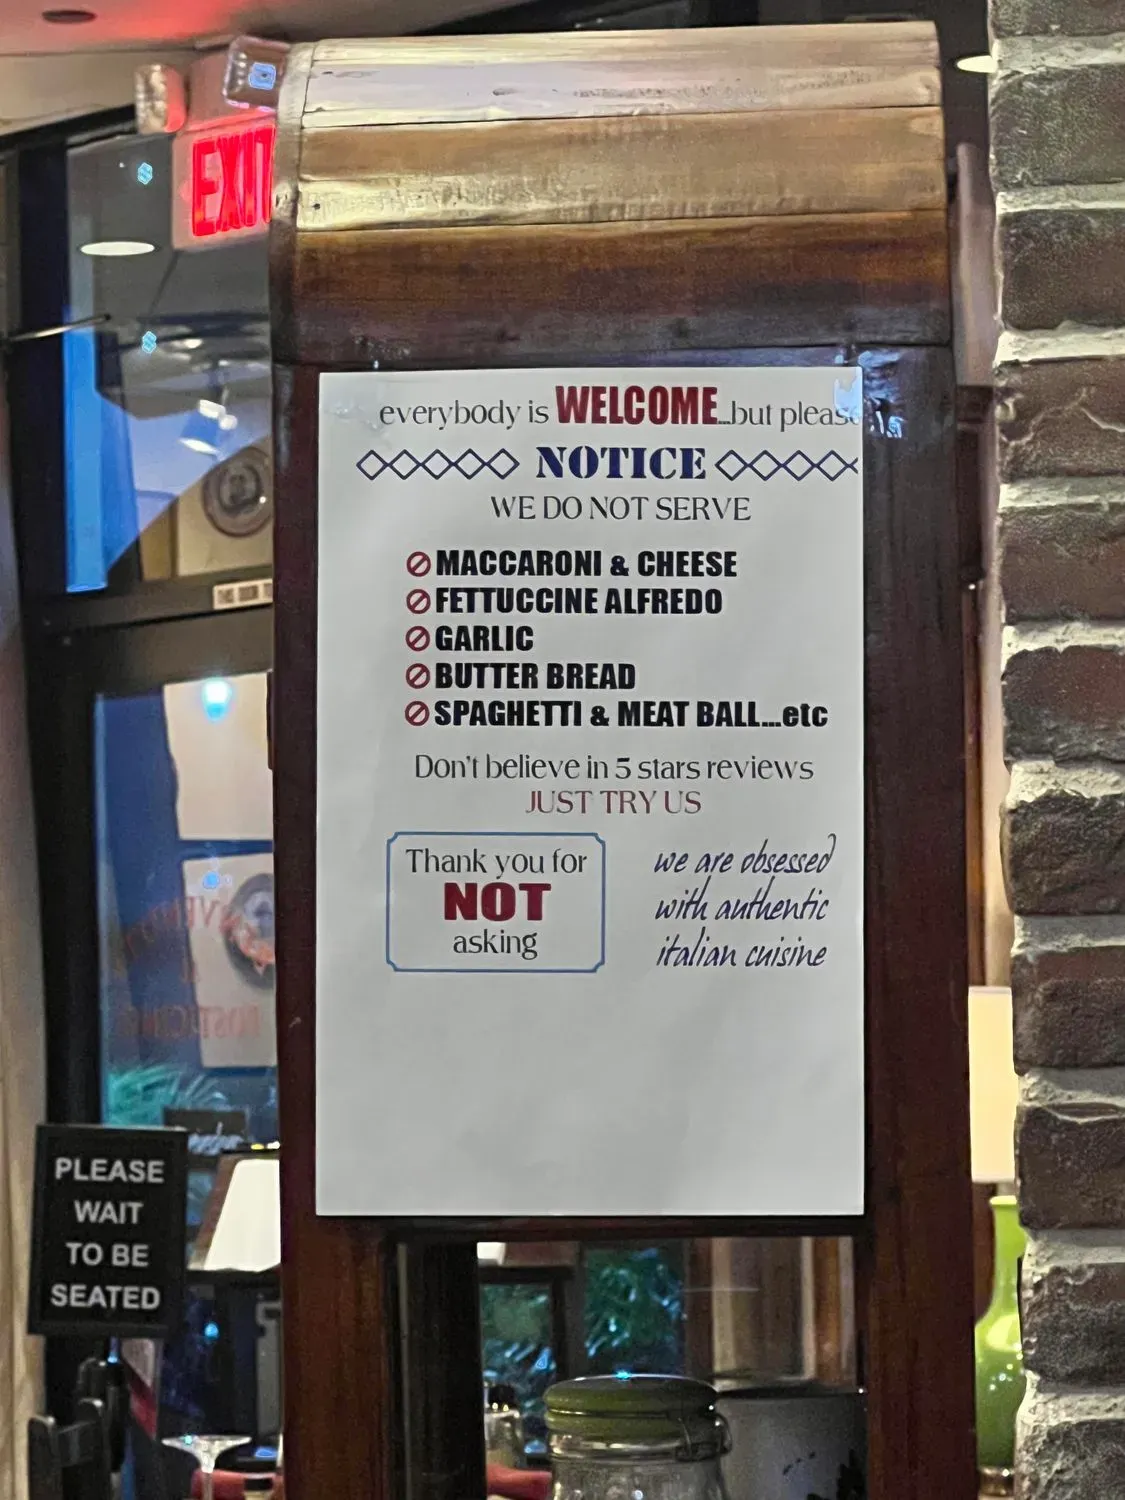 EXIT
everybody is WELCOME...but please
NOTICE
WE DO NOT SERVE
MACCARONI & CHEESE
FETTUCCINE ALFREDO
GARLIC
BUTTER BREAD
SPAGHETTI & MEAT BALL...etc
Don't believe in 5 stars reviews
JUST TRY US
Thank you for
NOT
asking
we are obsessed
with authentic
italian cuisine
PLEASE
WAIT
TO BE
SEATED